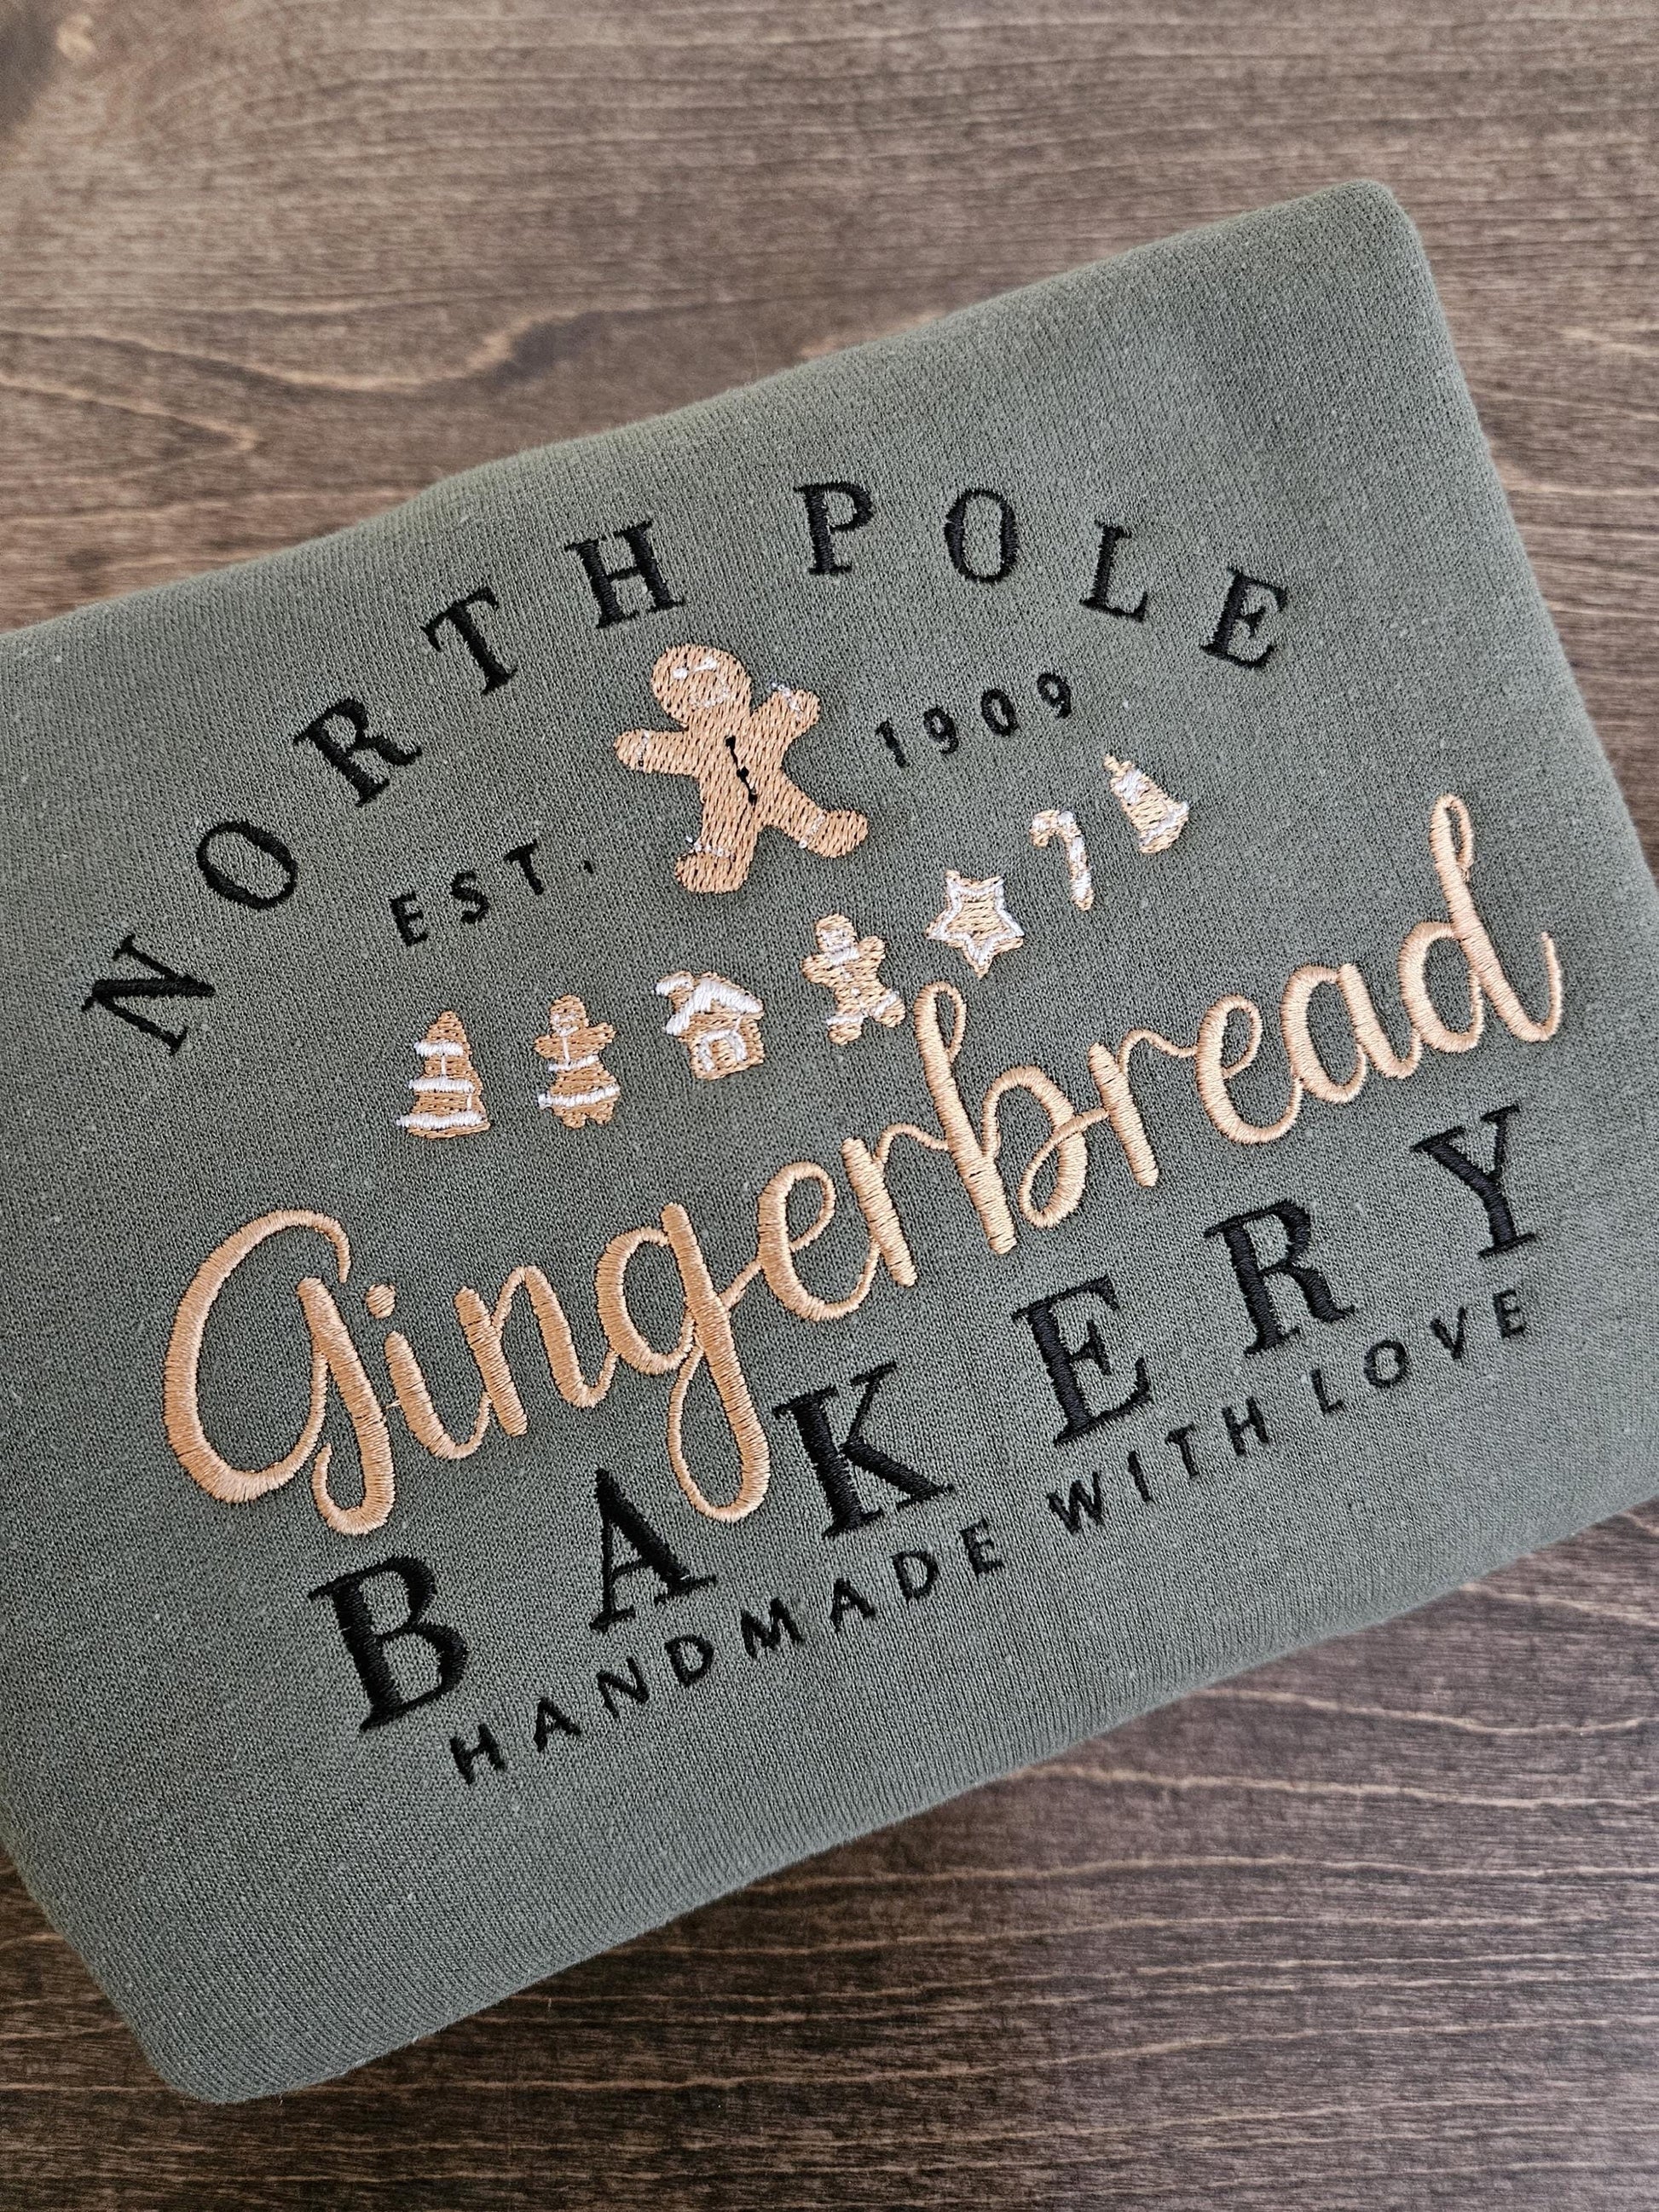 NORTH POLE
EST. 1909
Gingerbread
BAKERY
HANDMADE WITH LOVE